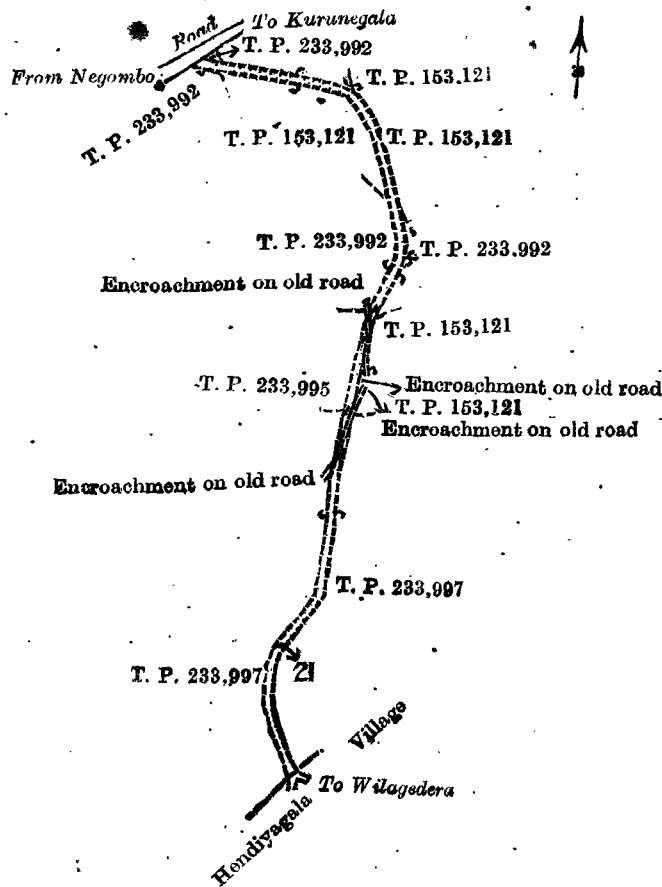 To Kurunegala
Road
T. P. 233,992
From Negombo
T. P. 153.121
T. P. 233,992
T. P. 153,121
T. P. 153,121
T. P. 233,992
T. P. 233.992
Encroachment on old road
T. P. 153,121
T. P. 233,995
Encroachment on old road
T. P. 153,121
Encroachment on old road
Encroachment on old road
T. P. 233,997
T. P. 233,997
21
Village
To Wilagedera
Hendiyagala